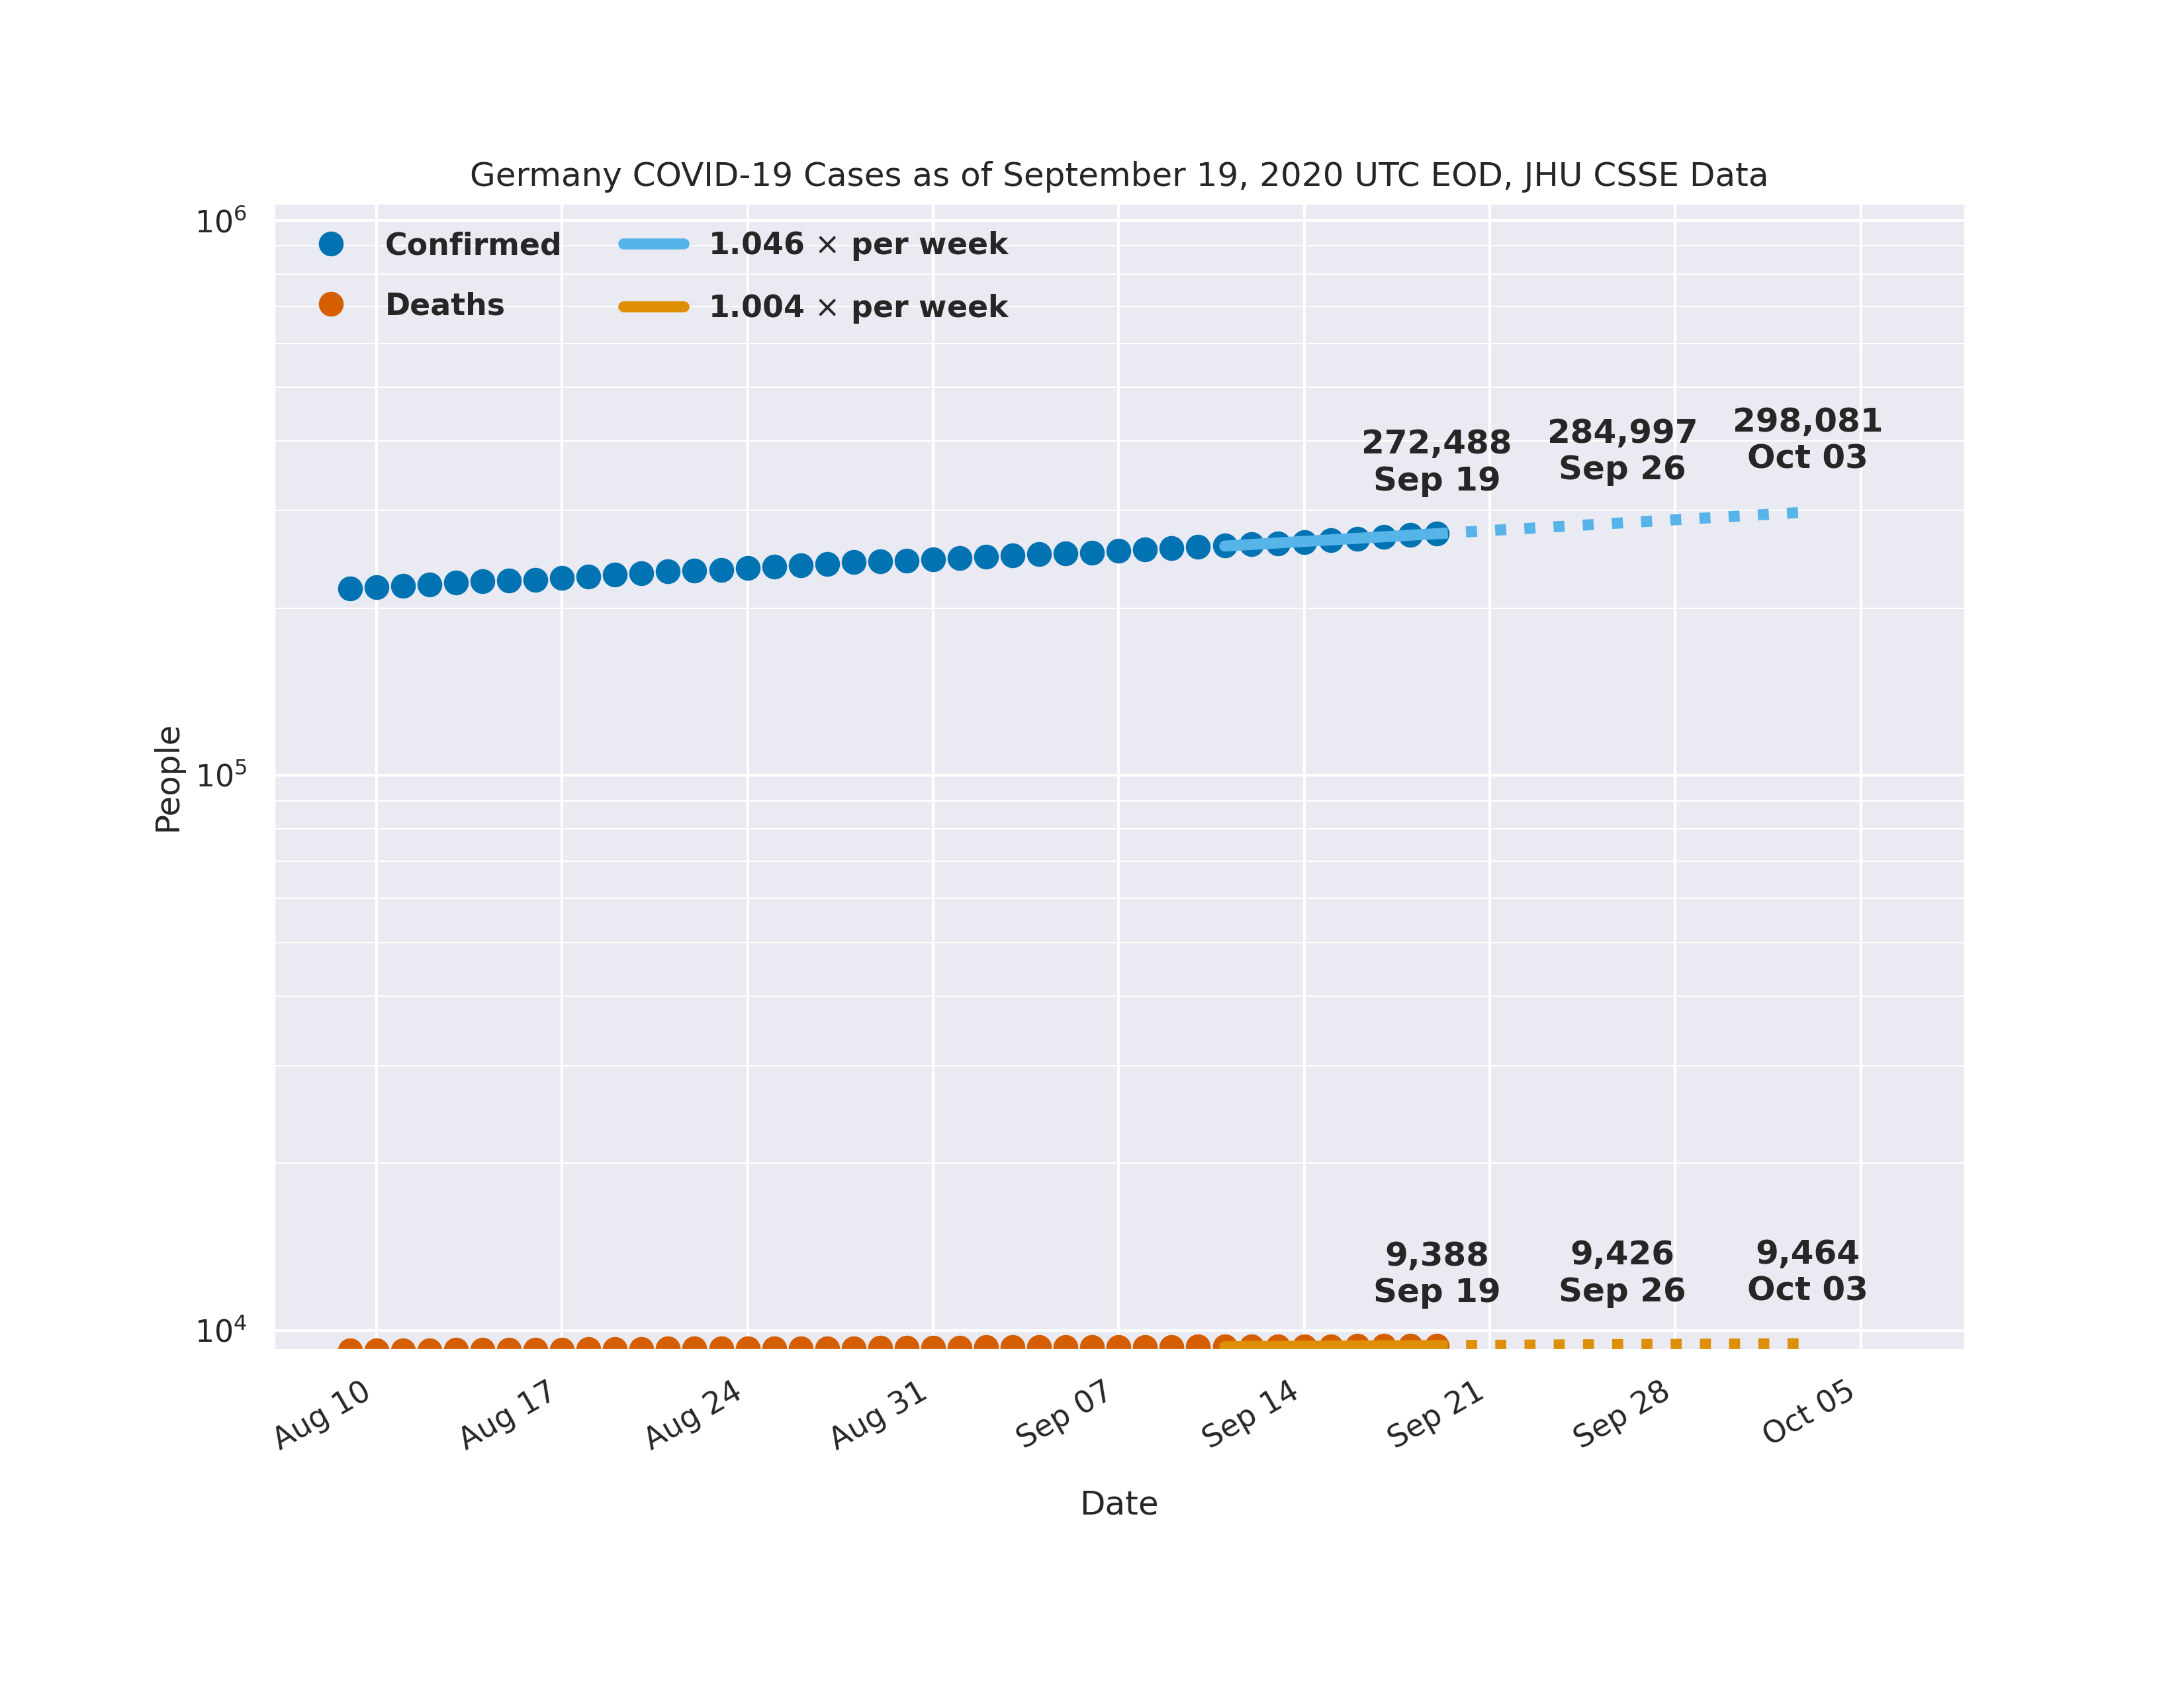 Germany COVID-19 Cases as of September 19, 2020 UTC EOD, JHU CSSE Data
Confirmed
Deaths
1.046 × per week
1.004 × per week
10⁶
10⁵
10⁴
People
272,488
Sep 19
284,997
Sep 26
298,081
Oct 03
9,388
Sep 19
9,426
Sep 26
9,464
Oct 03
Aug 10
Aug 17
Aug 24
Aug 31
Sep 07
Sep 14
Sep 21
Sep 28
Oct 05
Date